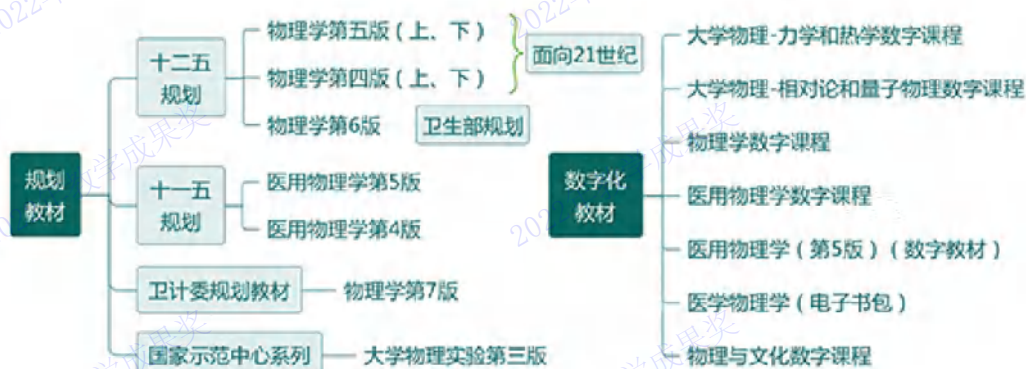 规划
教材
十二五
规划
物理学第五版（上、下）
物理学第四版（上、下）
面向21世纪
物理学第6版
卫生部规划
十一五
规划
医用物理学第5版
医用物理学第4版
卫计委规划教材
物理学第7版
国家示范中心系列
大学物理实验第三版
数字化
教材
大学物理-力学和热学数字课程
大学物理-相对论和量子物理数字课程
物理学数字课程
医用物理学数字课程
医用物理学（第5版）（数字教材）
医学物理学（电子书包）
物理与文化数字课程